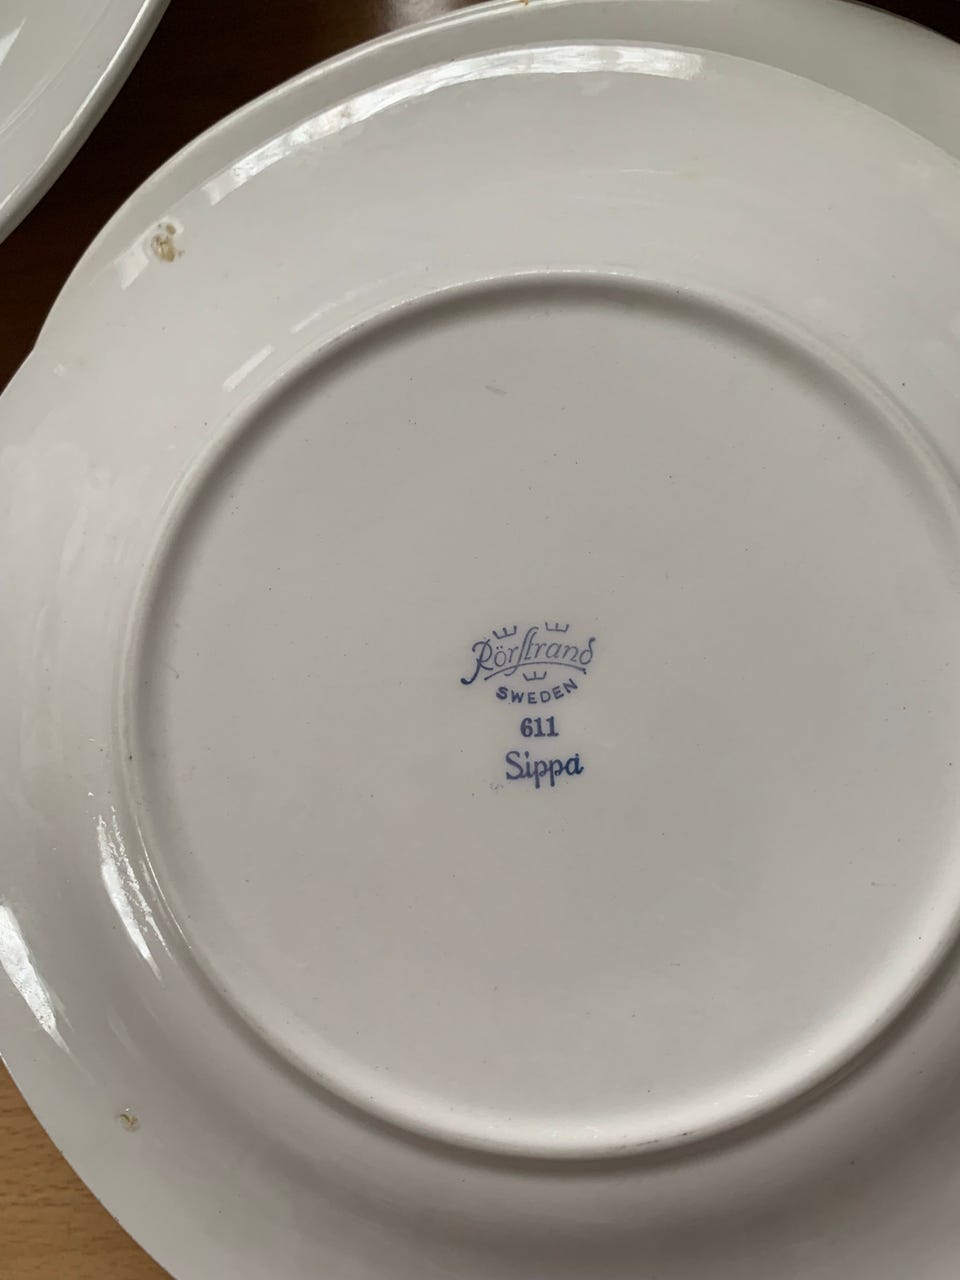 Rörstrand
SWEDEN
611
Sippa